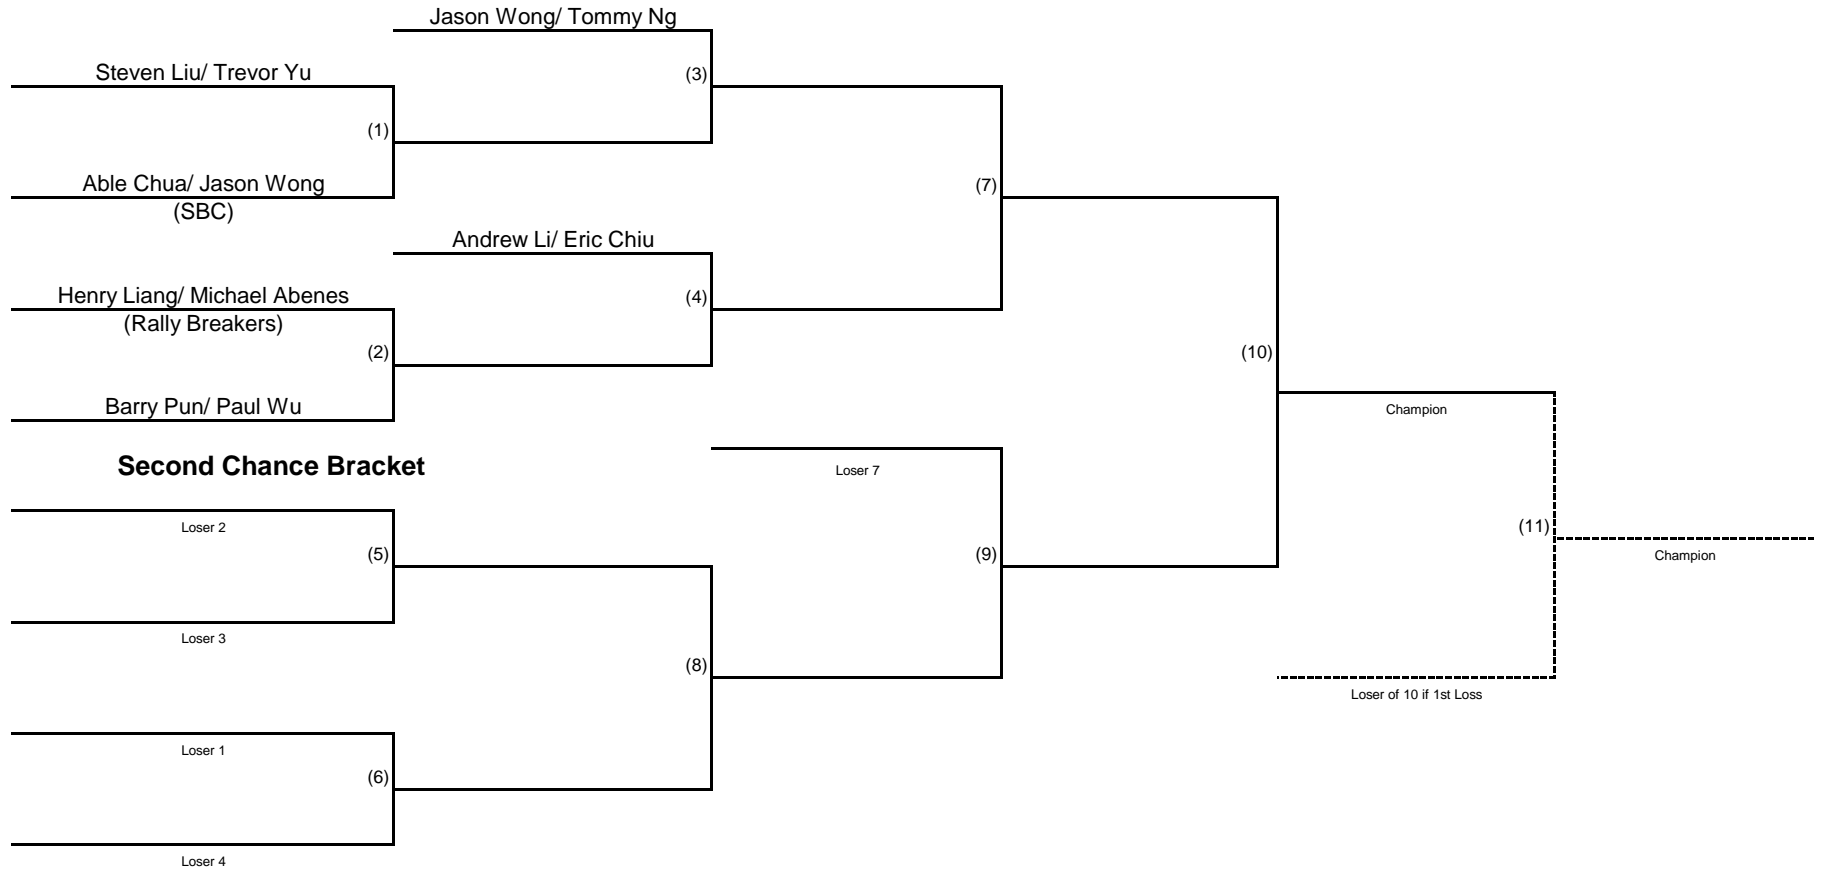 Jason Wong/ Tommy Ng
Steven Liu/ Trevor Yu
(3)
(1)
Able Chua/ Jason Wong
(SBC)
(7)
Andrew Li/ Eric Chiu
Henry Liang/ Michael Abenes
(Rally Breakers)
(4)
(2)
(10)
Barry Pun/ Paul Wu
Champion
Second Chance Bracket
Loser 7
Loser 2
(5)
(9)
(11)
Champion
Loser 3
(8)
Loser of 10 if 1st Loss
Loser 1
(6)
Loser 4